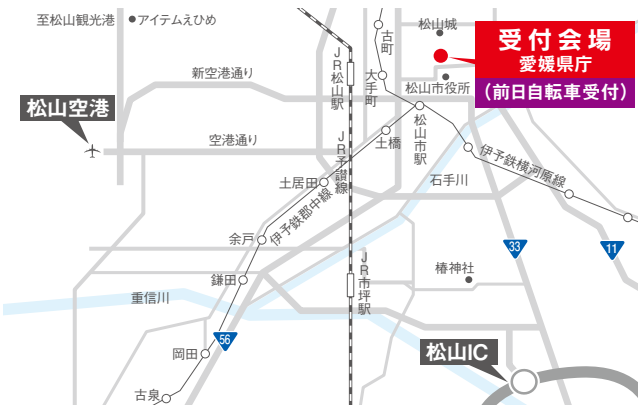 至松山観光港
アイテムえひめ
古町
松山城
受付会場
愛媛県庁
(前日自転車受付)
JR松山駅
新空港通り
大手町
松山市役所
松山空港
空港通り
土橋
松山市駅
JR予讃線
伊予鉄横河原線
土居田
石手川
伊予鉄郡中線
余戸
33
11
鎌田
椿神社
重信川
JR市坪駅
56
岡田
松山IC
古泉